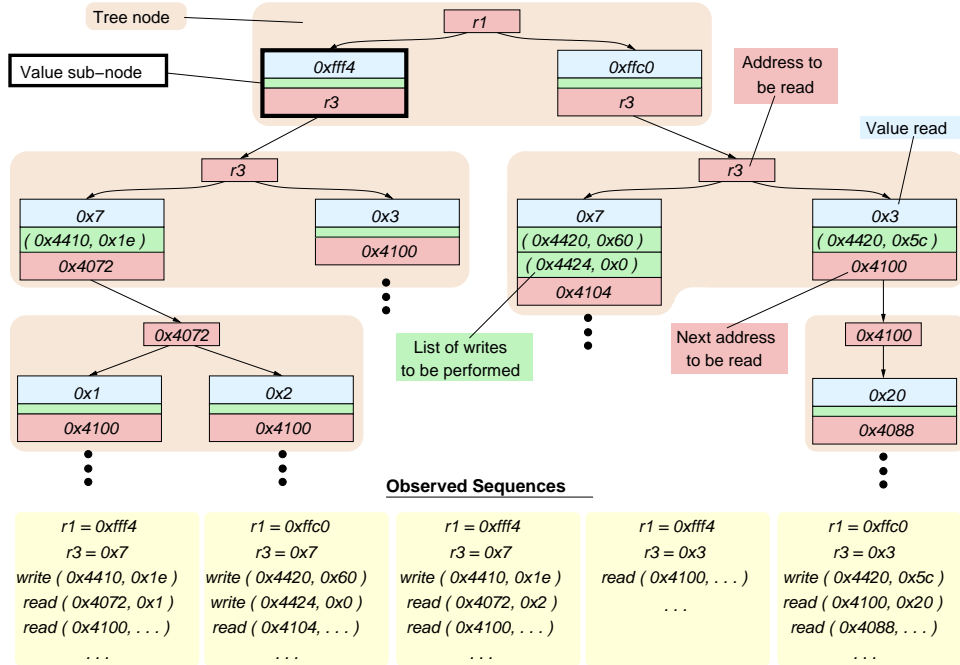 Tree node
r1
Value sub−node
0xfff4
r3
0xffc0
r3
Address to
be read
Value read
r3
0x7
( 0x4410, 0x1e )
0x4072
0x3
0x4100
r3
0x7
( 0x4420, 0x60 )
( 0x4424, 0x0 )
0x4104
0x3
( 0x4420, 0x5c )
0x4100
List of writes
to be performed
Next address
to be read
0x4072
0x1
0x4100
0x2
0x4100
0x4100
0x20
0x4088
Observed Sequences
r1 = 0xfff4
r3 = 0x7
write ( 0x4410, 0x1e )
read ( 0x4072, 0x1 )
read ( 0x4100, . . . )
. . .
r1 = 0xffc0
r3 = 0x7
write ( 0x4420, 0x60 )
write ( 0x4424, 0x0 )
read ( 0x4104, . . . )
. . .
r1 = 0xfff4
r3 = 0x7
write ( 0x4410, 0x1e )
read ( 0x4072, 0x2 )
read ( 0x4100, . . . )
. . .
r1 = 0xfff4
r3 = 0x3
read ( 0x4100, . . . )
. . .
r1 = 0xffc0
r3 = 0x3
write ( 0x4420, 0x5c )
read ( 0x4100, 0x20 )
read ( 0x4088, . . . )
. . .